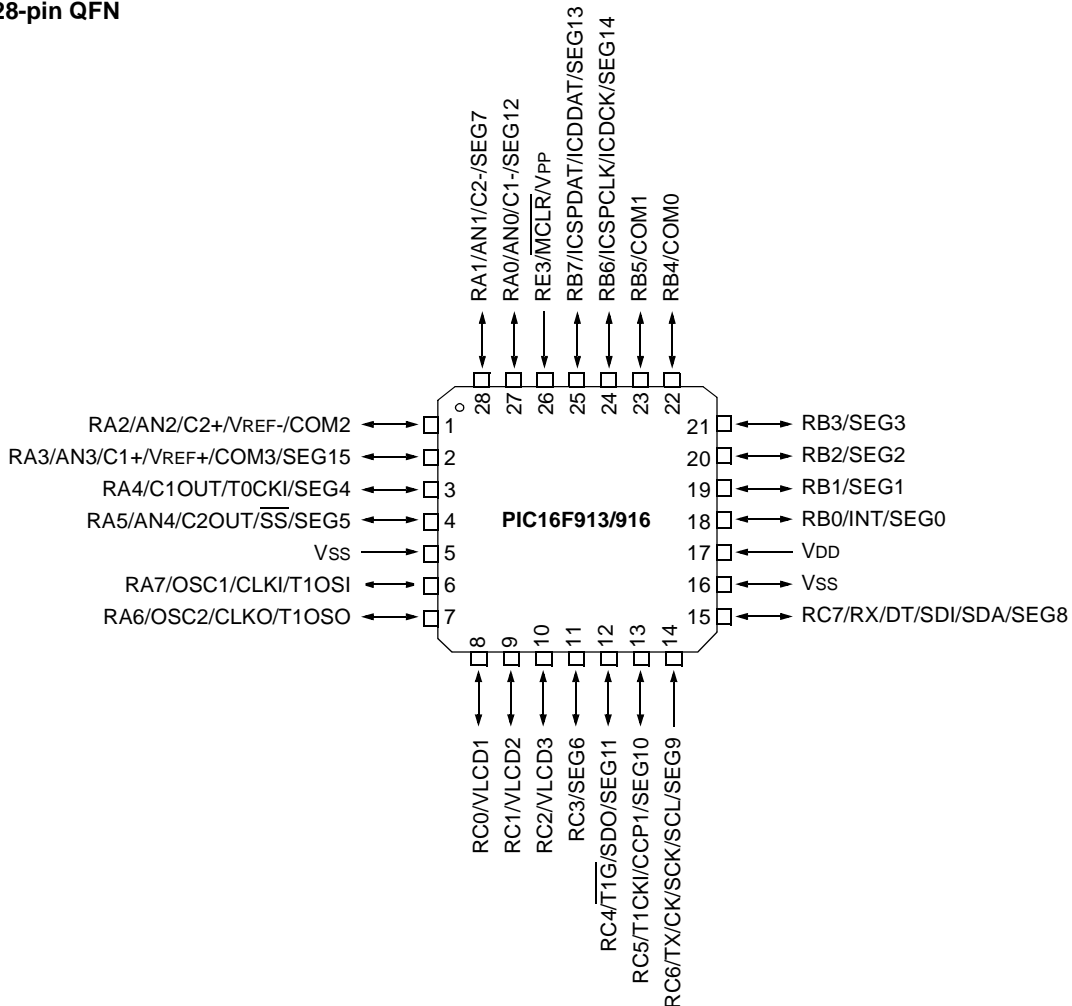 28-pin QFN
RA1/AN1/C2-/SEG7
RA0/AN0/C1-/SEG12
RE3/MCLR/VPP
RB7/ICSPDAT/ICDDAT/SEG13
RB6/ICSPCLK/ICDCK/SEG14
RB5/COM1
RB4/COM0
28
27
26
25
24
23
22
RA2/AN2/C2+/VREF-/COM2
1
RA3/AN3/C1+/VREF+/COM3/SEG15
2
RA4/C1OUT/T0CKI/SEG4
3
RA5/AN4/C2OUT/SS/SEG5
4
VSS
5
RA7/OSC1/CLKI/T1OSI
6
RA6/OSC2/CLKO/T1OSO
7
PIC16F913/916
21
RB3/SEG3
20
RB2/SEG2
19
RB1/SEG1
18
RB0/INT/SEG0
17
VDD
16
VSS
15
RC7/RX/DT/SDI/SDA/SEG8
8
9
10
11
12
13
14
RC0/VLCD1
RC1/VLCD2
RC2/VLCD3
RC3/SEG6
RC4/T1G/SDO/SEG11
RC5/T1CKI/CCP1/SEG10
RC6/TX/CK/SCK/SCL/SEG9